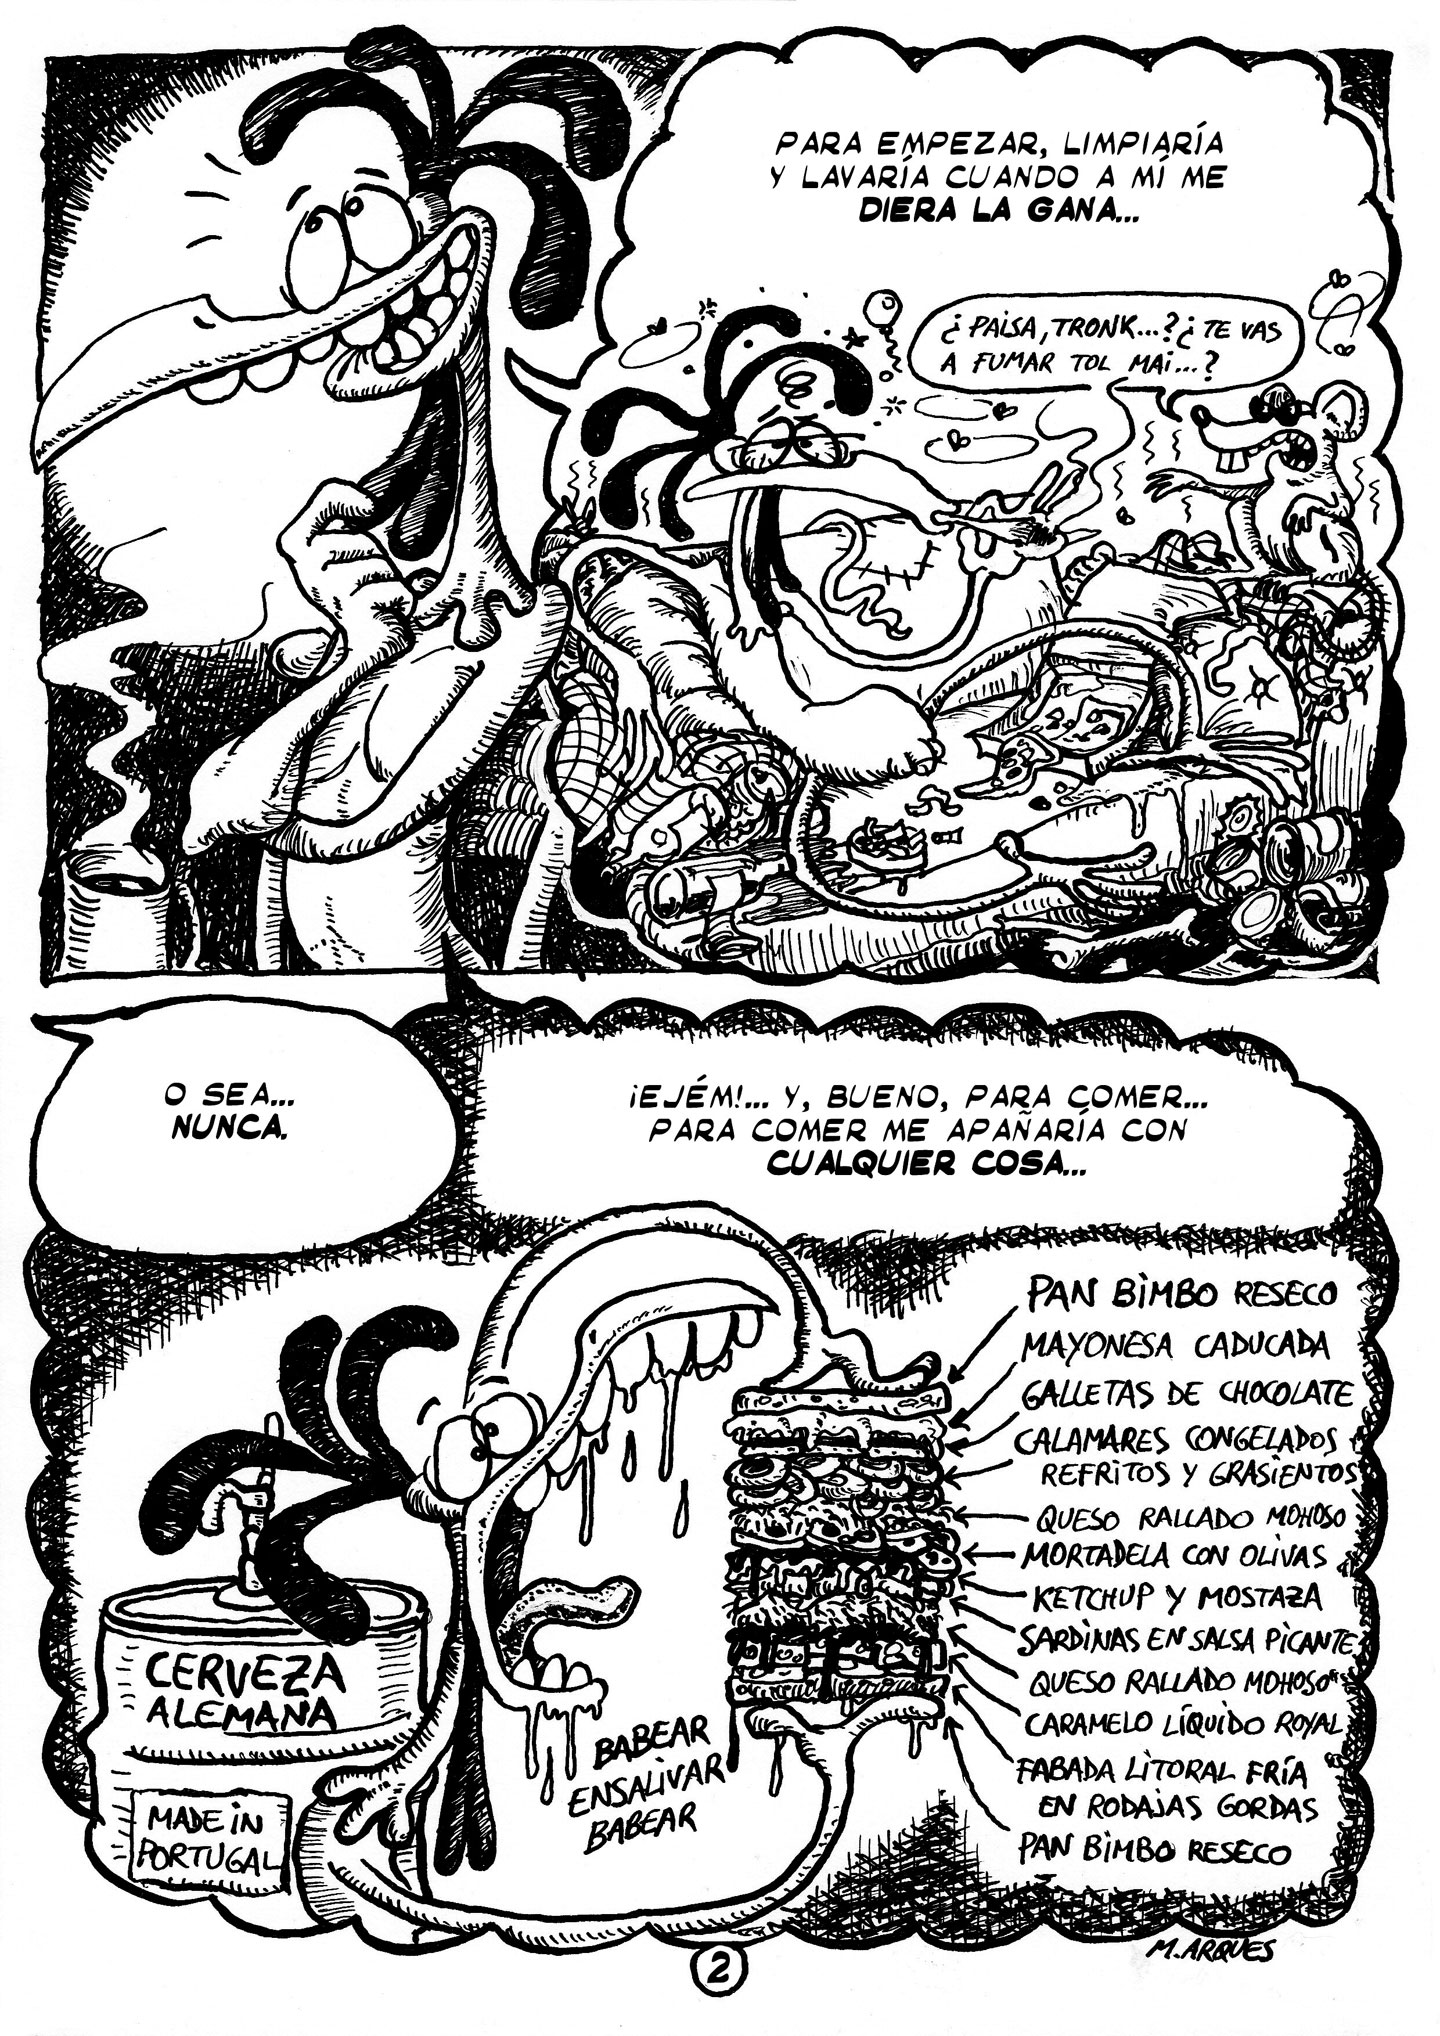 PARA EMPEZAR, LIMPIARÍA
Y LAVARÍA CUANDO A MÍ ME
DIERA LA GANA...
¿PAISA, TRONK...? ¿TE VAS
A FUMAR TOL MAI...?
O SEA...
NUNCA.
¡EJÉM!... Y, BUENO, PARA COMER...
PARA COMER ME APAÑARÍA CON
CUALQUIER COSA...
PAN BIMBO RESECO
MAYONESA CADUCADA
GALLETAS DE CHOCOLATE
CALAMARES CONGELADOS
REFRITOS Y GRASIENTOS
QUESO RALLADO MOHOSO
MORTADELA CON OLIVAS
KETCHUP Y MOSTAZA
SARDINAS EN SALSA PICANTE
QUESO RALLADO MOHOSO*
CARAMELO LÍQUIDO ROYAL
FABADA LITORAL FRÍA
EN RODAJAS GORDAS
PAN BIMBO RESECO
CERVEZA
ALEMANA
MADE IN
PORTUGAL
BABEAR
ENSALIVAR
BABEAR
M. ARQUES
2